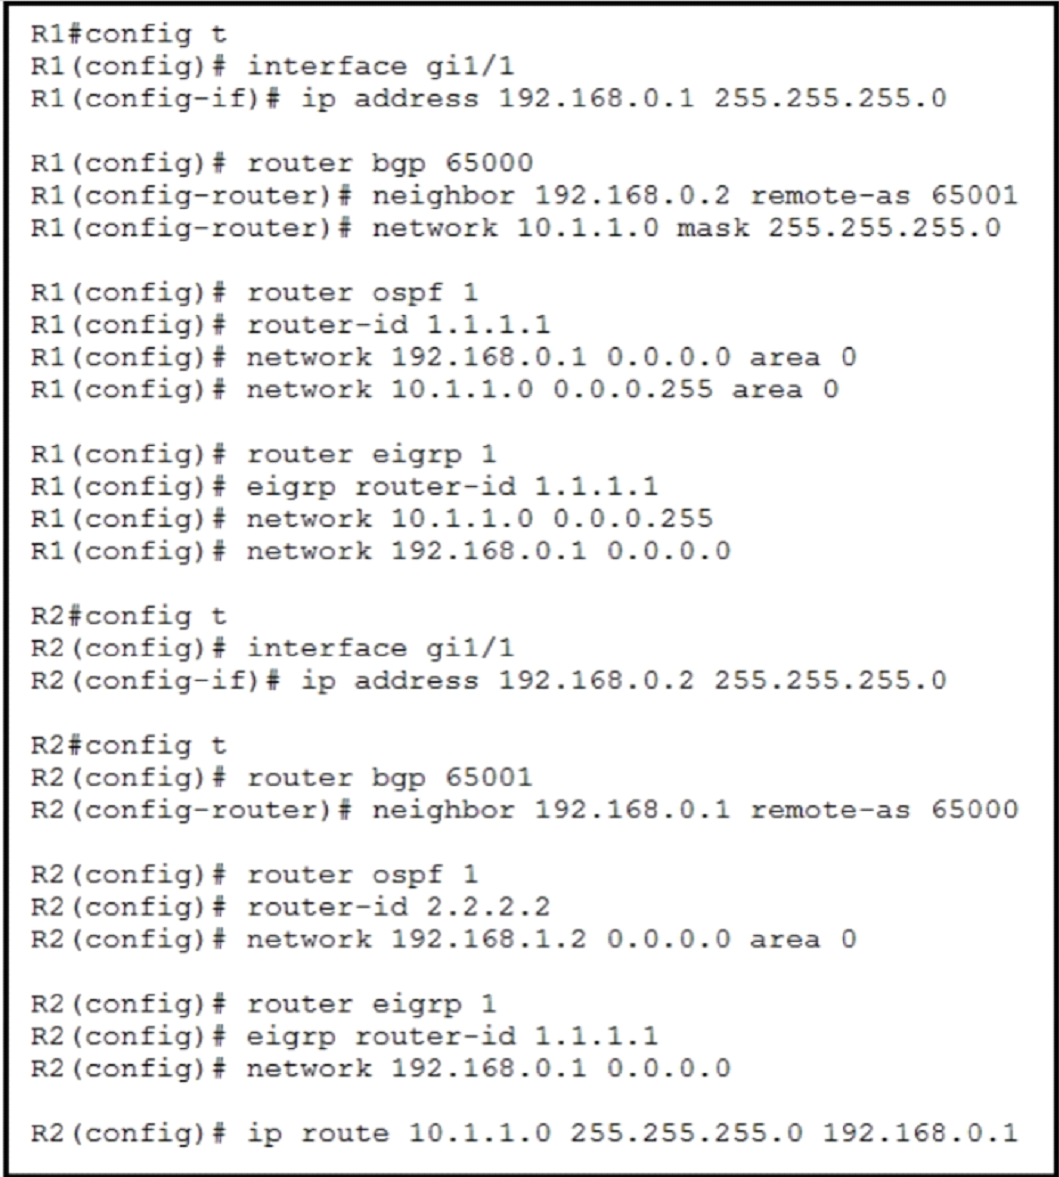 R1#config t
R1(config)# interface gi1/1
R1(config-if)# ip address 192.168.0.1 255.255.255.0
R1(config)# router bgp 65000
R1(config-router)# neighbor 192.168.0.2 remote-as 65001
R1(config-router)# network 10.1.1.0 mask 255.255.255.0
R1(config)# router ospf 1
R1(config)# router-id 1.1.1.1
R1(config)# network 192.168.0.1 0.0.0.0 area 0
R1(config)# network 10.1.1.0 0.0.0.255 area 0
R1(config)# router eigrp 1
R1(config)# eigrp router-id 1.1.1.1
R1(config)# network 10.1.1.0 0.0.0.255
R1(config)# network 192.168.0.1 0.0.0.0
R2#config t
R2(config)# interface gi1/1
R2(config-if)# ip address 192.168.0.2 255.255.255.0
R2#config t
R2(config)# router bgp 65001
R2(config-router)# neighbor 192.168.0.1 remote-as 65000
R2(config)# router ospf 1
R2(config)# router-id 2.2.2.2
R2(config)# network 192.168.1.2 0.0.0.0 area 0
R2(config)# router eigrp 1
R2(config)# eigrp router-id 1.1.1.1
R2(config)# network 192.168.0.1 0.0.0.0
R2(config)# ip route 10.1.1.0 255.255.255.0 192.168.0.1